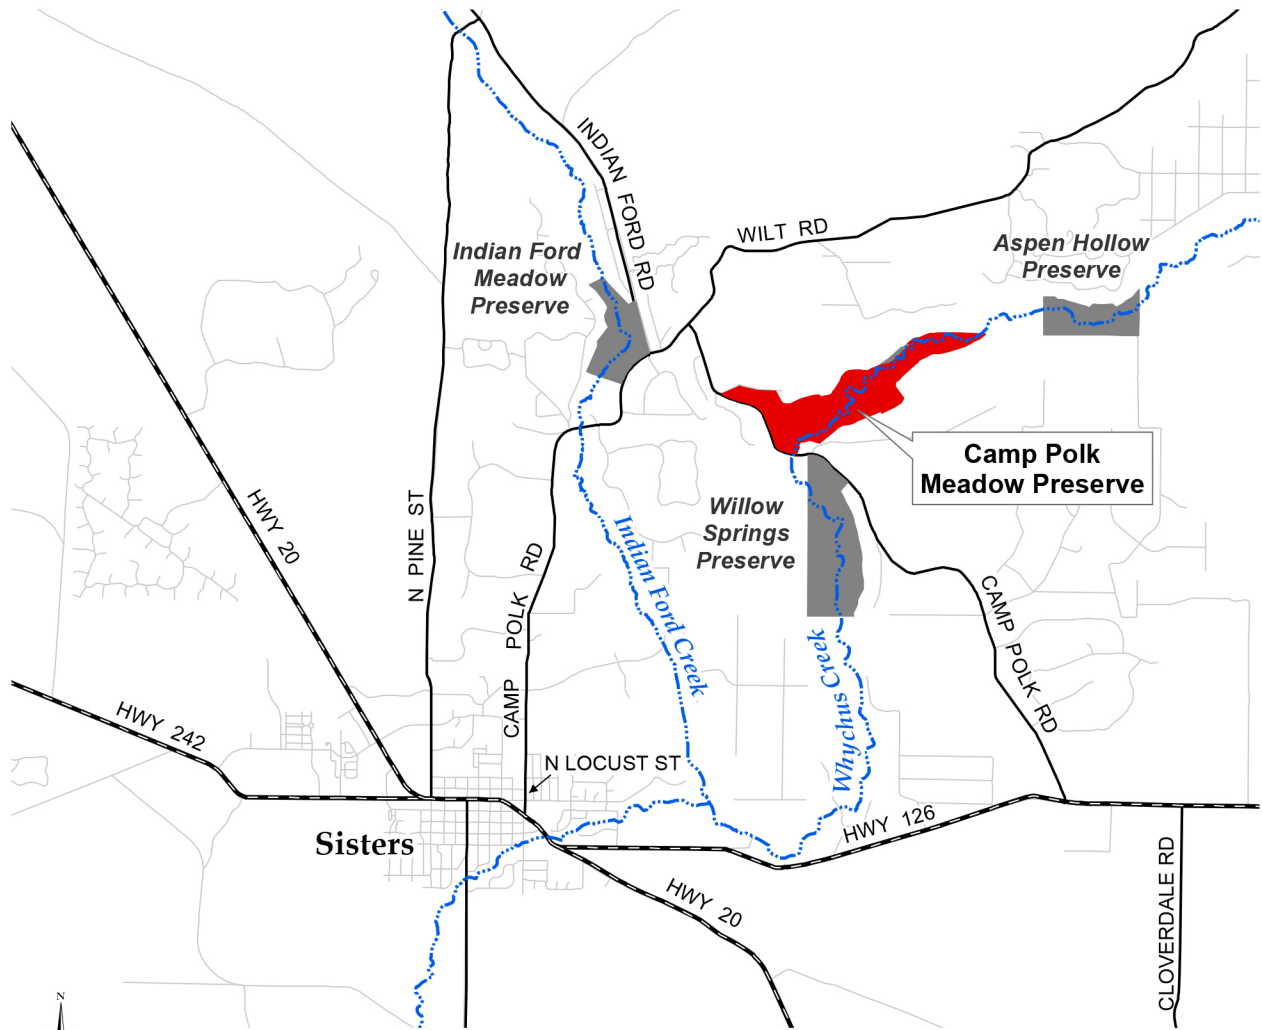 INDIAN FORD RD
WILT RD
Aspen Hollow
Preserve
Indian Ford
Meadow
Preserve
Camp Polk
Meadow Preserve
HWY 20
N PINE ST
CAMP POLK RD
Willow
Springs
Preserve
Indian Ford Creek
Whychus Creek
CAMP POLK RD
HWY 242
N LOCUST ST
Sisters
HWY 126
HWY 20
CLOVERDALE RD
N